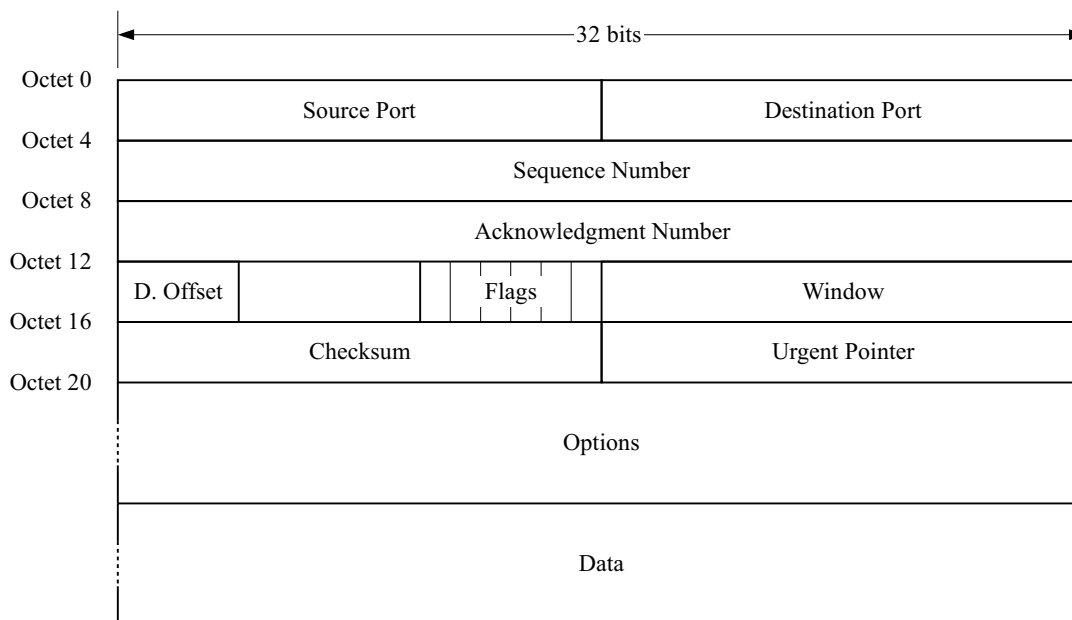 32 bits
Octet 0
Source Port
Destination Port
Octet 4
Sequence Number
Octet 8
Acknowledgment Number
Octet 12
D. Offset
Flags
Window
Octet 16
Checksum
Urgent Pointer
Octet 20
Options
Data